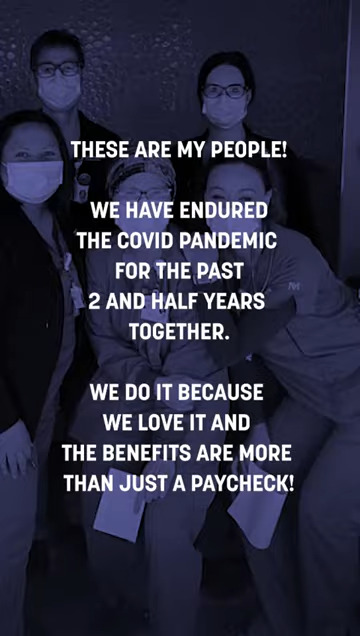 THESE ARE MY PEOPLE!
WE HAVE ENDURED
THE COVID PANDEMIC
FOR THE PAST
2 AND HALF YEARS
TOGETHER.
WE DO IT BECAUSE
WE LOVE IT AND
THE BENEFITS ARE MORE
THAN JUST A PAYCHECK!